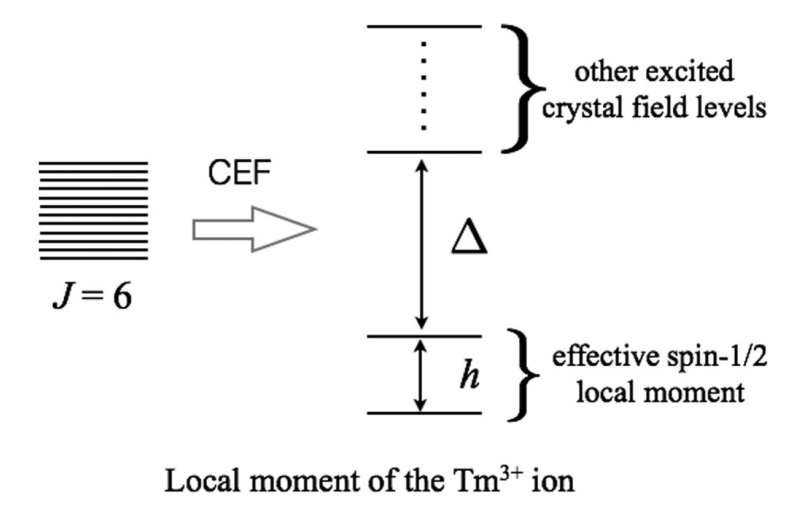 other excited
crystal field levels
CEF
Δ
J = 6
effective spin-1/2
local moment
h
Local moment of the Tm³⁺ ion